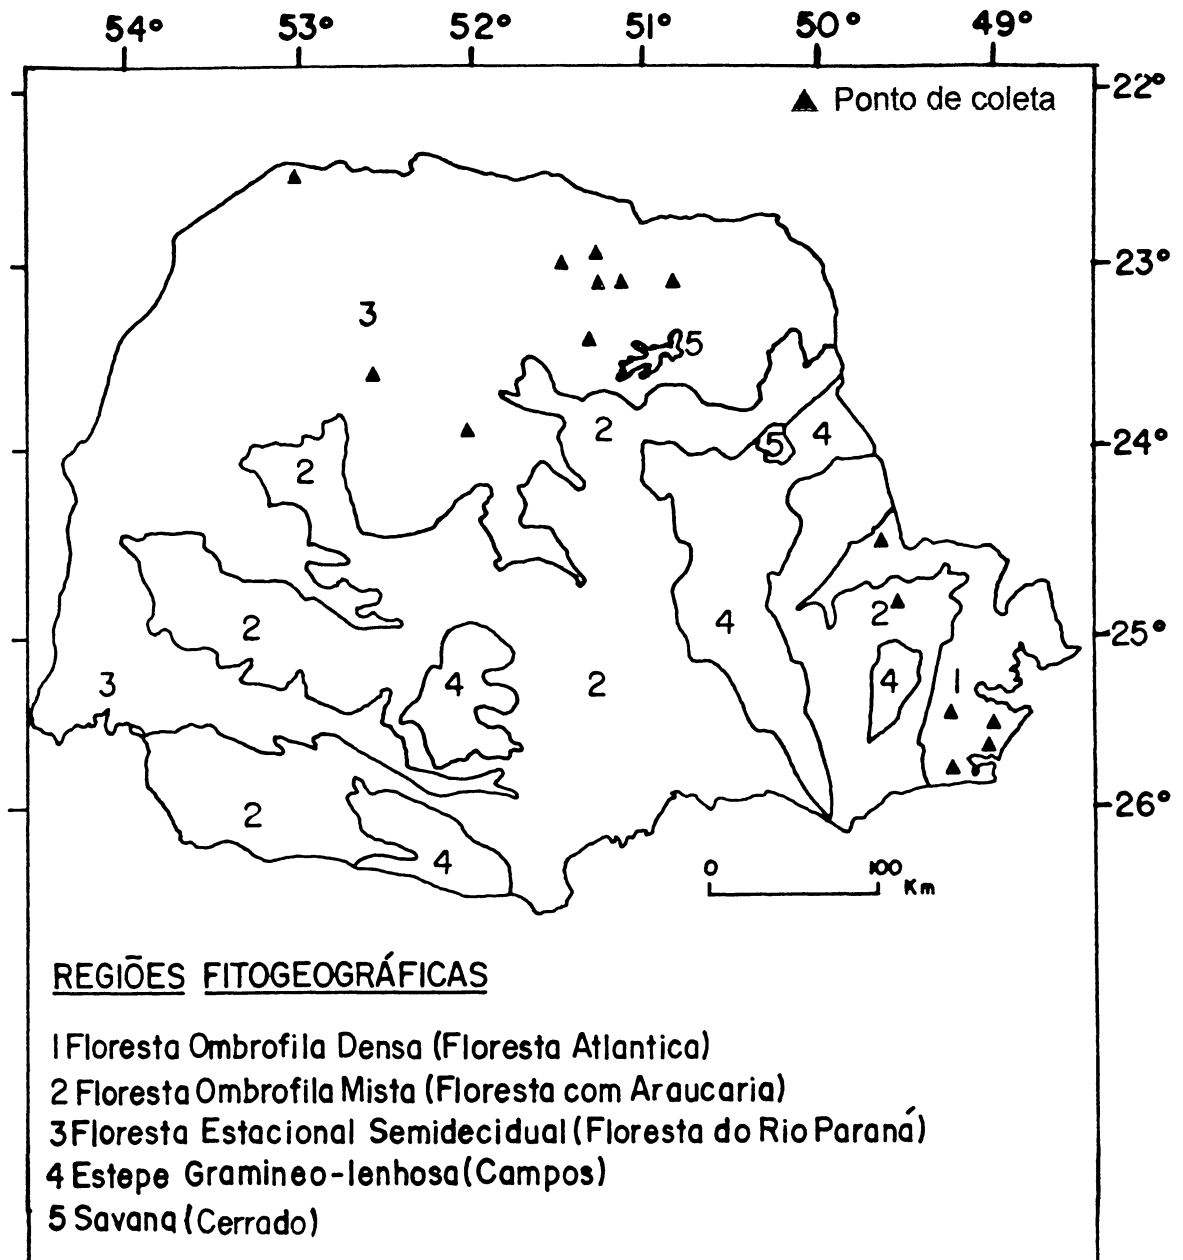 54° 53° 52° 51° 50° 49°
22°
▲ Ponto de coleta
23°
3
5
2 5 4 24°
2
2 4 2 25°
3 4 2 4 1
2 26°
4
0 100
Km
REGIÕES FITOGEOGRÁFICAS
1 Floresta Ombrofila Densa (Floresta Atlantica)
2 Floresta Ombrofila Mista (Floresta com Araucaria)
3 Floresta Estacional Semidecidual (Floresta do Rio Paraná)
4 Estepe Gramineo-lenhosa (Campos)
5 Savana (Cerrado)